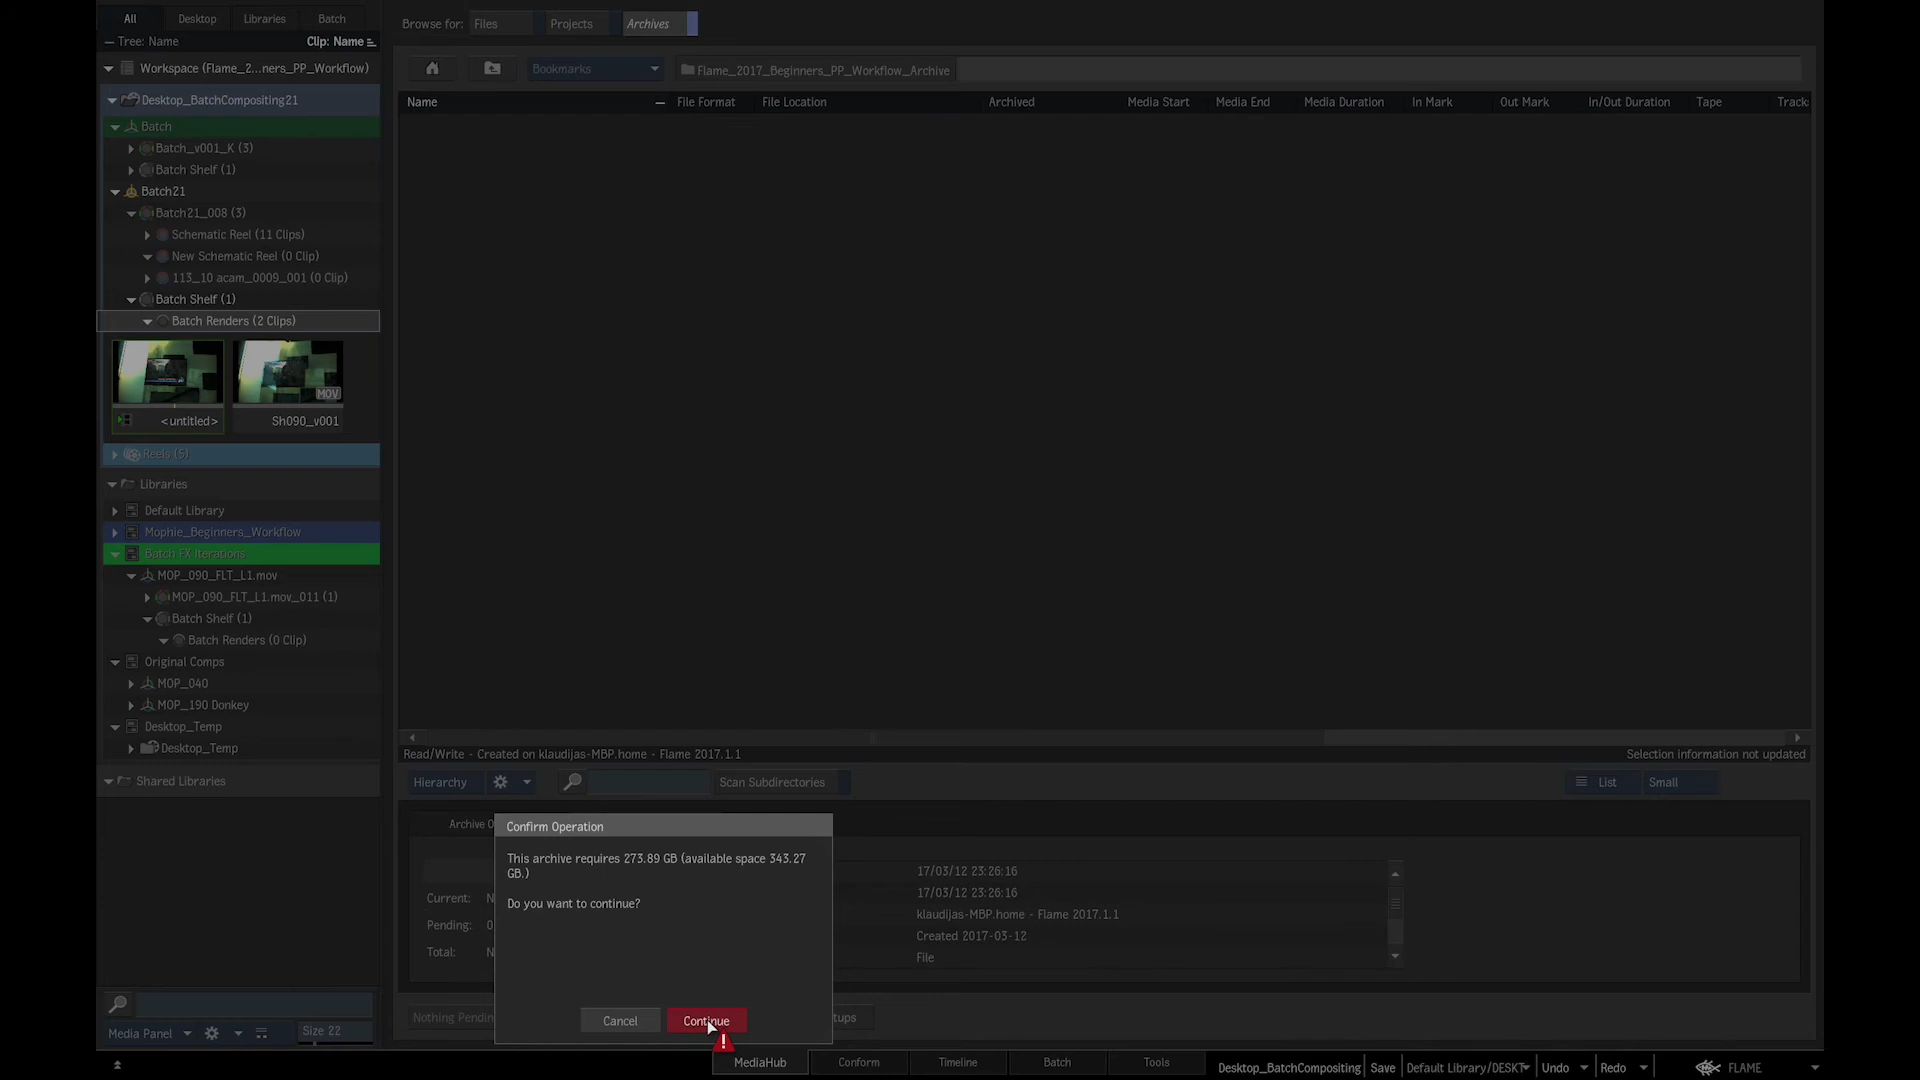 All Desktop Libraries Batch
Tree: Name Clip: Name
Workspace (Flame_2...ners_PP_Workflow)
Desktop_BatchCompositing21
Batch
Batch_v001_K (3)
Batch Shelf (1)
Batch21
Batch21_008 (3)
Schematic Reel (11 Clips)
New Schematic Reel (0 Clip)
113_10 acam_0009_001 (0 Clip)
Batch Shelf (1)
Batch Renders (2 Clips)
MOV
<untitled> Sh090_v001
Reels (5)
Libraries
Default Library
Mophie_Beginners_Workflow
Batch FX Iterations
MOP_090_FLT_L1.mov
MOP_090_FLT_L1.mov_011 (1)
Batch Shelf (1)
Batch Renders (0 Clip)
Original Comps
MOP_040
MOP_190 Donkey
Desktop_Temp
Desktop_Temp
Shared Libraries
Media Panel Size 22
Browse for: Files Projects Archives
Bookmarks Flame_2017_Beginners_PP_Workflow_Archive
Name File Format File Location Archived Media Start Media End Media Duration In Mark Out Mark In/Out Duration Tape Track
Read/Write - Created on klaudijas-MBP.home - Flame 2017.1.1 Selection information not updated
Hierarchy Scan Subdirectories List Small
Archive O
Current: N
Pending: 0
Total: N
Nothing Pendin
Confirm Operation
This archive requires 273.89 GB (available space 343.27
GB.)
Do you want to continue?
Cancel Continue
17/03/12 23:26:16
17/03/12 23:26:16
klaudijas-MBP.home - Flame 2017.1.1
Created 2017-03-12
File
tups
MediaHub Conform Timeline Batch Tools Desktop_BatchCompositing Save Default Library/DESKT Undo Redo FLAME